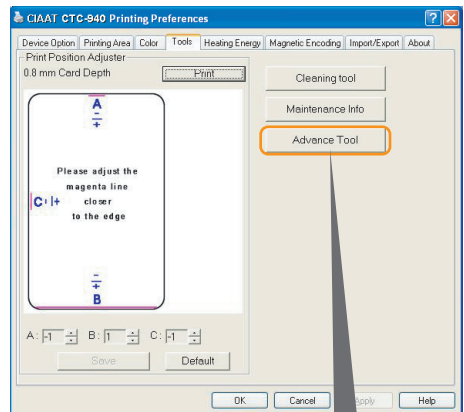 CIAAT CTC-940 Printing Preferences
Device Option Printing Area Color Tools Heating Energy Magnetic Encoding Import/Export About
Print Position Adjuster
0.8 mm Card Depth Print
Cleaning tool
Maintenance Info
Advance Tool
A
-
+
Please adjust the
magenta line
C ı|+ closer
to the edge
-
+
B
A: -1 B: 1 C: -1
Save Default
OK Cancel Apply Help